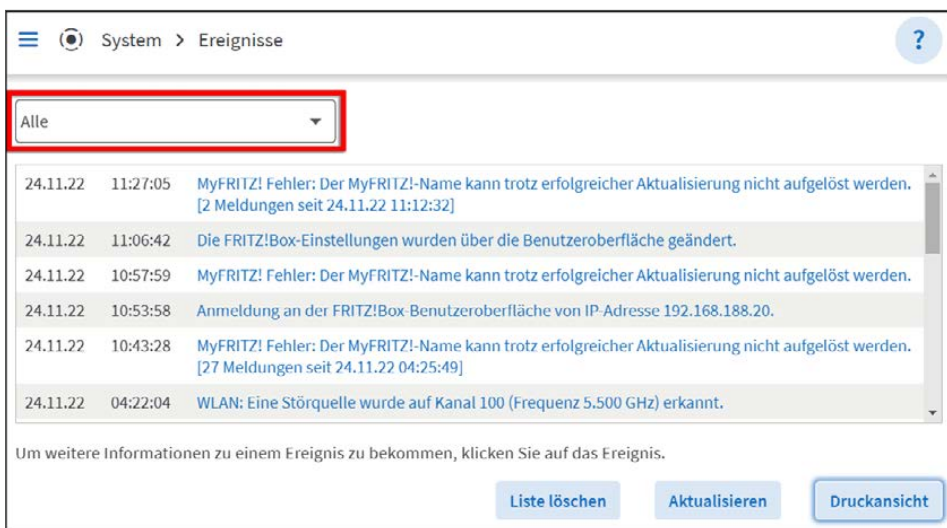 System > Ereignisse
?
Alle
24.11.22 11:27:05 MyFRITZ! Fehler: Der MyFRITZ!-Name kann trotz erfolgreicher Aktualisierung nicht aufgelöst werden.
[2 Meldungen seit 24.11.22 11:12:32]
24.11.22 11:06:42 Die FRITZ!Box-Einstellungen wurden über die Benutzeroberfläche geändert.
24.11.22 10:57:59 MyFRITZ! Fehler: Der MyFRITZ!-Name kann trotz erfolgreicher Aktualisierung nicht aufgelöst werden.
24.11.22 10:53:58 Anmeldung an der FRITZ!Box-Benutzeroberfläche von IP-Adresse 192.168.188.20.
24.11.22 10:43:28 MyFRITZ! Fehler: Der MyFRITZ!-Name kann trotz erfolgreicher Aktualisierung nicht aufgelöst werden.
[27 Meldungen seit 24.11.22 04:25:49]
24.11.22 04:22:04 WLAN: Eine Störquelle wurde auf Kanal 100 (Frequenz 5.500 GHz) erkannt.
Um weitere Informationen zu einem Ereignis zu bekommen, klicken Sie auf das Ereignis.
Liste löschen Aktualisieren Druckansicht